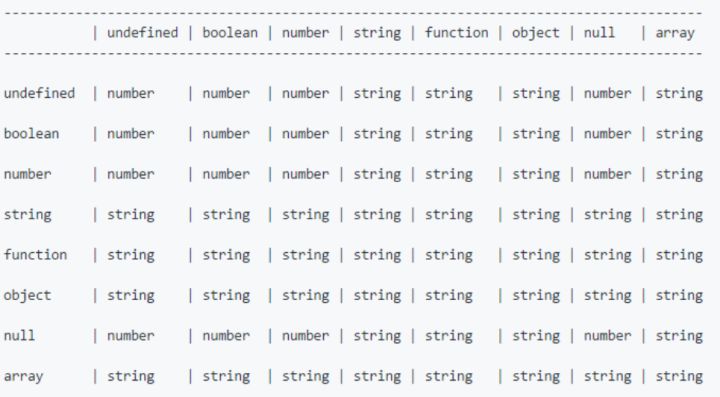 ----------------------------------------------------------------------------------------
           | undefined | boolean | number | string | function | object | null   | array
----------------------------------------------------------------------------------------
undefined  | number    | number  | number | string | string   | string | number | string
boolean    | number    | number  | number | string | string   | string | number | string
number     | number    | number  | number | string | string   | string | number | string
string     | string    | string  | string | string | string   | string | string | string
function   | string    | string  | string | string | string   | string | string | string
object     | string    | string  | string | string | string   | string | string | string
null       | number    | number  | number | string | string   | string | number | string
array      | string    | string  | string | string | string   | string | string | string